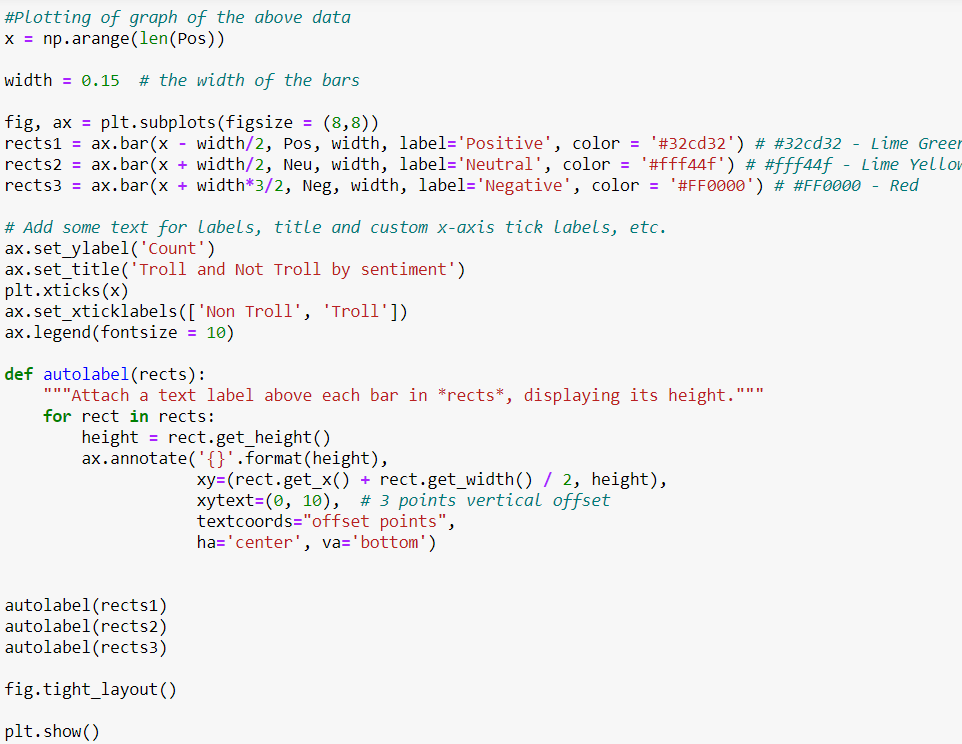 #Plotting of graph of the above data
x = np.arange(len(Pos))
width = 0.15  # the width of the bars
fig, ax = plt.subplots(figsize = (8,8))
rects1 = ax.bar(x - width/2, Pos, width, label='Positive', color = '#32cd32') # #32cd32 - Lime Green
rects2 = ax.bar(x + width/2, Neu, width, label='Neutral', color = '#fff44f') # #fff44f - Lime Yellow
rects3 = ax.bar(x + width*3/2, Neg, width, label='Negative', color = '#FF0000') # #FF0000 - Red
# Add some text for labels, title and custom x-axis tick labels, etc.
ax.set_ylabel('Count')
ax.set_title('Troll and Not Troll by sentiment')
plt.xticks(x)
ax.set_xticklabels(['Non Troll', 'Troll'])
ax.legend(fontsize = 10)
def autolabel(rects):
    """Attach a text label above each bar in *rects*, displaying its height."""
    for rect in rects:
        height = rect.get_height()
        ax.annotate('{}'.format(height),
                    xy=(rect.get_x() + rect.get_width() / 2, height),
                    xytext=(0, 10),  # 3 points vertical offset
                    textcoords="offset points",
                    ha='center', va='bottom')
autolabel(rects1)
autolabel(rects2)
autolabel(rects3)
fig.tight_layout()
plt.show()